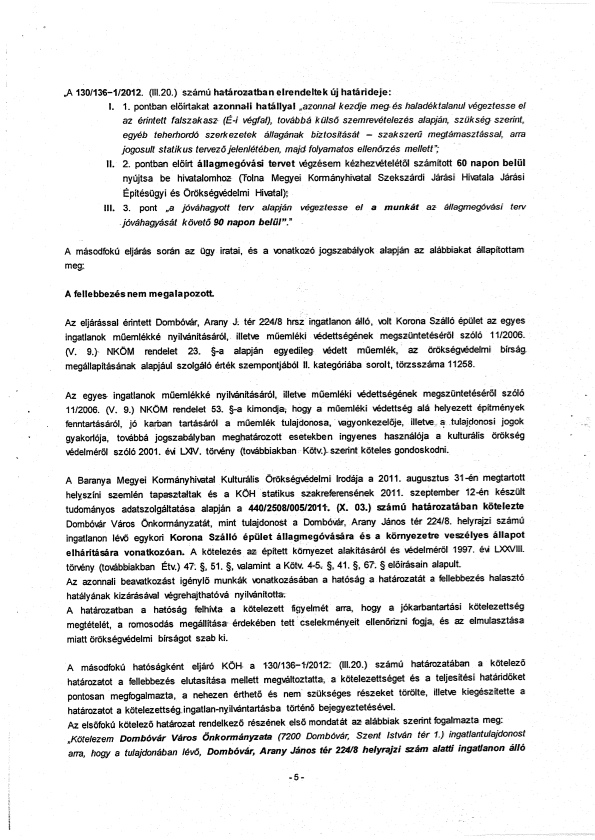 „A 130/136–1/2012. (III.20.) számú határozatban elrendeltek új határideje:
I. 1. pontban előírtakat azonnali hatállyal „azonnal kezdje meg és haladéktalanul végeztesse el
az érintett falszakasz (É-i végfal), továbbá külső szemrevételezés alapján, szükség szerint,
egyéb teherhordó szerkezetek állagának biztosítását – szakszerű megtámasztással, arra
jogosult statikus tervező jelenlétében, majd folyamatos ellenőrzés mellett”;
II. 2. pontban előírt állagmegóvási tervet végzésem kézhezvételétől számított 60 napon belül
nyújtsa be hivatalomhoz (Tolna Megyei Kormányhivatal Szekszárdi Járási Hivatala Járási
Építésügyi és Örökségvédelmi Hivatal);
III. 3. pont „a jóváhagyott terv alapján végeztesse el a munkát az állagmegóvási terv
jóváhagyását követő 90 napon belül”."
A másodfokú eljárás során az ügy iratai, és a vonatkozó jogszabályok alapján az alábbiakat állapítottam
meg:
A fellebbezés nem megalapozott.
Az eljárással érintett Dombóvár, Arany J. tér 224/8 hrsz ingatlanon álló, volt Korona Szálló épület az egyes
ingatlanok műemlékké nyilvánításáról, illetve műemléki védettségének megszüntetéséről szóló 11/2006.
(V. 9.) NKÖM rendelet 23. §-a alapján egyedileg védett műemlék, az örökségvédelmi bírság
megállapításának alapjául szolgáló érték szempontjából II. kategóriába sorolt, törzsszáma 11258.
Az egyes ingatlanok műemlékké nyilvánításáról, illetve műemléki védettségének megszüntetéséről szóló
11/2006. (V. 9.) NKÖM rendelet 53. §-a kimondja, hogy a műemléki védettség alá helyezett építmények
fenntartásáról, jó karban tartásáról a műemlék tulajdonosa, vagyonkezelője, illetve a tulajdonosi jogok
gyakorlója, továbbá jogszabályban meghatározott esetekben ingyenes használója a kulturális örökség
védelméről szóló 2001. évi LXIV. törvény (továbbiakban Kötv.) szerint köteles gondoskodni.
A Baranya Megyei Kormányhivatal Kulturális Örökségvédelmi Irodája a 2011. augusztus 31-én megtartott
helyszíni szemlén tapasztaltak és a KÖH statikus szakreferensének 2011. szeptember 12-én készült
tudományos adatszolgáltatása alapján a 440/2508/005/2011. (X. 03.) számú határozatában kötelezte
Dombóvár Város Önkormányzatát, mint tulajdonost a Dombóvár, Arany János tér 224/8. helyrajzi számú
ingatlanon lévő egykori Korona Szálló épület állagmegóvására és a környezetre veszélyes állapot
elhárítására vonatkozóan. A kötelezés az épített környezet alakításáról és védelméről 1997. évi LXXVIII.
törvény (továbbiakban Étv.) 47. §, 51. §, valamint a Kötv. 4-5. §, 41. §, 67. § előírásain alapult.
Az azonnali beavatkozást igénylő munkák vonatkozásában a hatóság a határozatát a fellebbezés halasztó
hatályának kizárásával végrehajthatóvá nyilvánította.
A határozatban a hatóság felhívta a kötelezett figyelmét arra, hogy a jókarbantartási kötelezettség
megtételét, a romosodás megállítása érdekében tett cselekményeit ellenőrizni fogja, és az elmulasztása
miatt örökségvédelmi bírságot szab ki.
A másodfokú hatóságként eljáró KÖH a 130/136-1/2012. (III.20.) számú határozatában a kötelező
határozatot a fellebbezés elutasítása mellett megváltoztatta, a kötelezettséget és a teljesítési határidőket
pontosan megfogalmazta, a nehezen érthető és nem szükséges részeket törölte, illetve kiegészítette a
határozatot a kötelezettség ingatlan-nyilvántartásba történő bejegyeztetésével.
Az elsőfokú kötelező határozat rendelkező részének első mondatát az alábbiak szerint fogalmazta meg:
„Kötelezem Dombóvár Város Önkormányzata (7200 Dombóvár, Szent István tér 1.) ingatlantulajdonost
arra, hogy a tulajdonában lévő, Dombóvár, Arany János tér 224/8 helyrajzi szám alatti ingatlanon álló
- 5 -